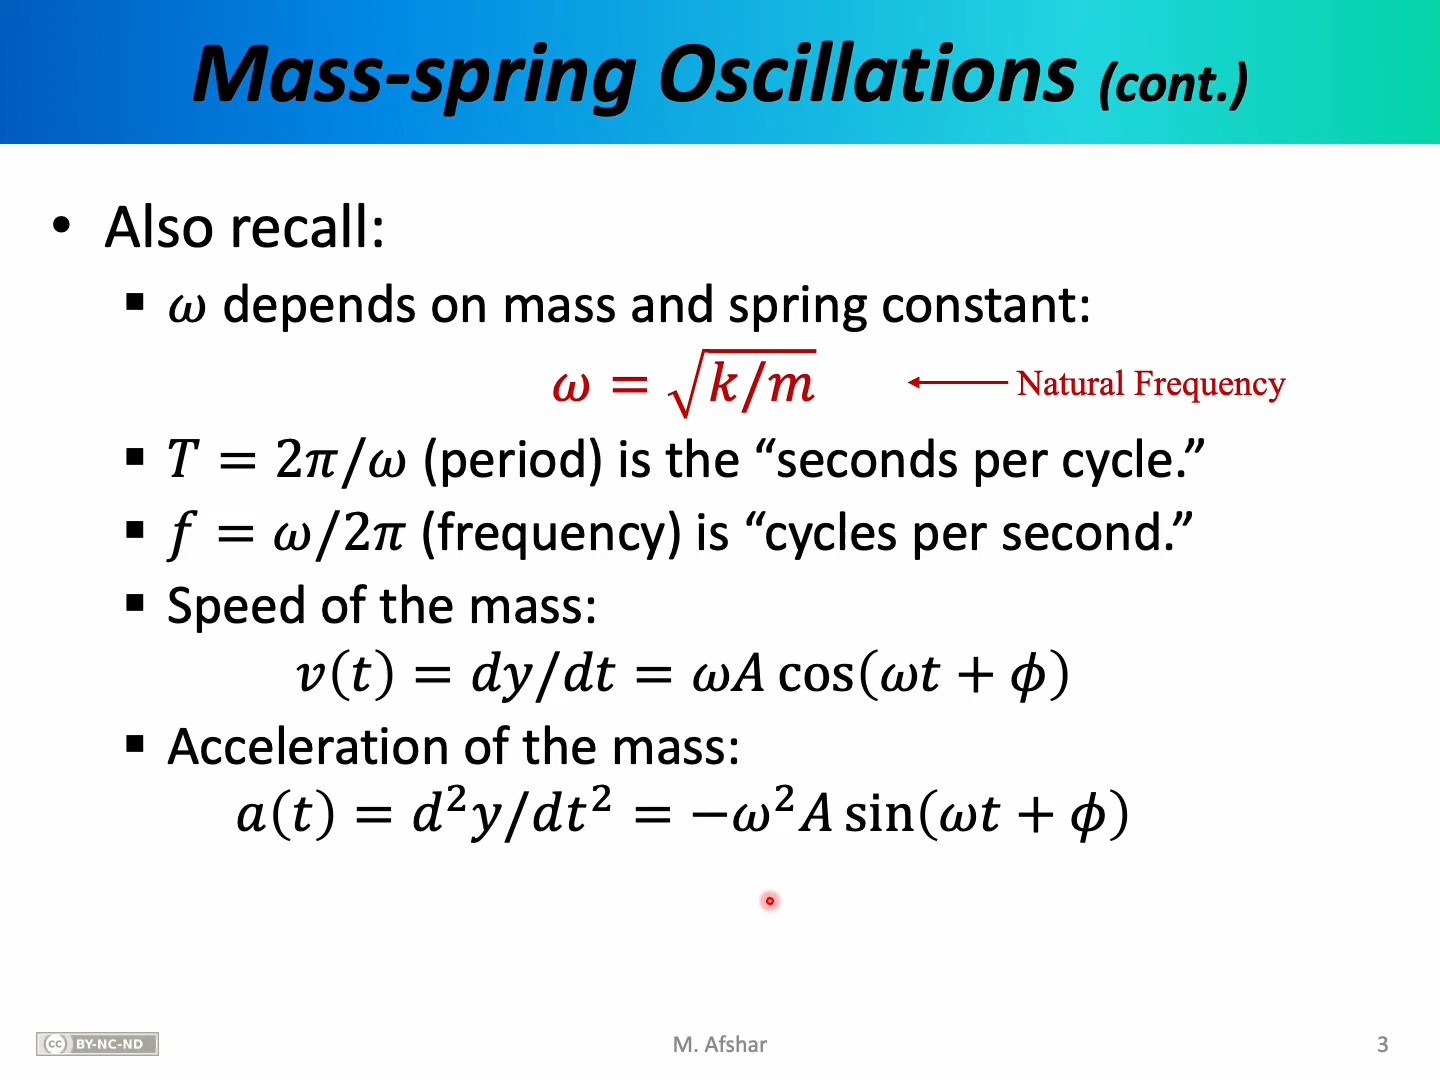 Mass-spring Oscillations (cont.)
• Also recall:
▪ ω depends on mass and spring constant:
ω = √k/m ← Natural Frequency
▪ T = 2π/ω (period) is the “seconds per cycle.”
▪ f = ω/2π (frequency) is “cycles per second.”
▪ Speed of the mass:
v(t) = dy/dt = ωA cos(ωt + ϕ)
▪ Acceleration of the mass:
a(t) = d²y/dt² = −ω²A sin(ωt + ϕ)
cc BY-NC-ND
M. Afshar
3